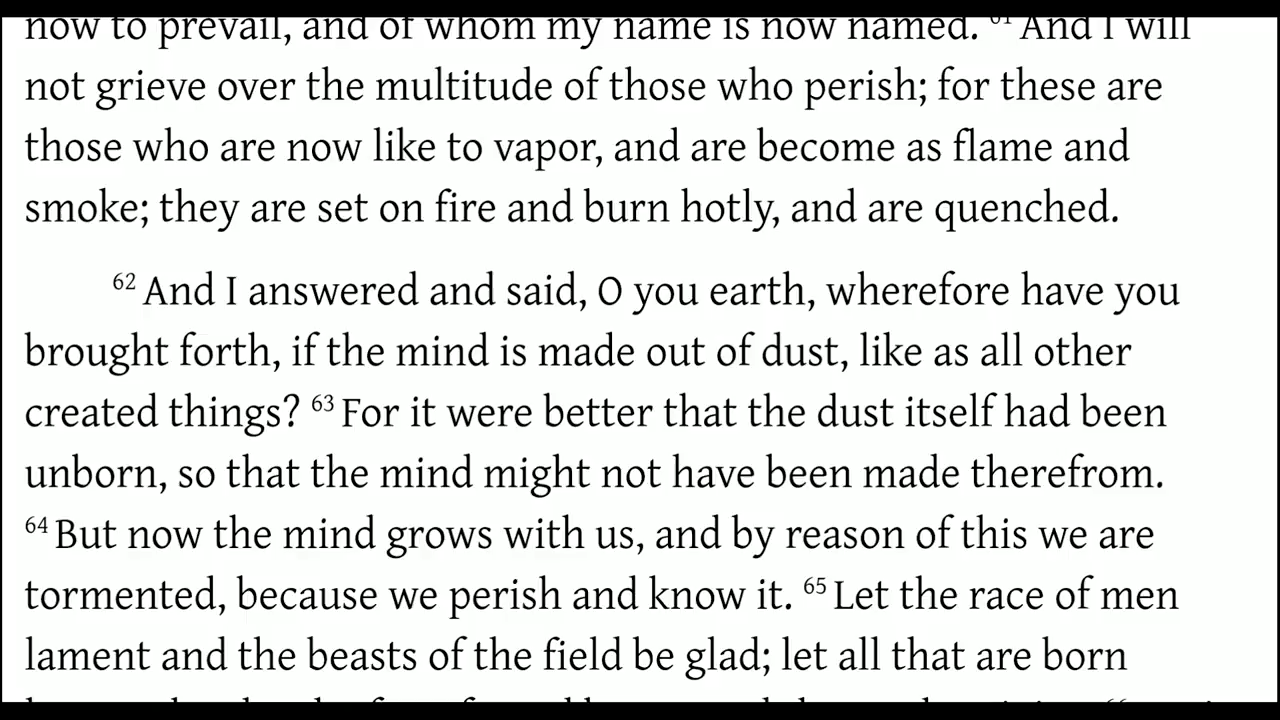 now to prevail, and of whom my name is now named. 61 And I will
not grieve over the multitude of those who perish; for these are
those who are now like to vapor, and are become as flame and
smoke; they are set on fire and burn hotly, and are quenched.
62 And I answered and said, O you earth, wherefore have you
brought forth, if the mind is made out of dust, like as all other
created things? 63 For it were better that the dust itself had been
unborn, so that the mind might not have been made therefrom.
64 But now the mind grows with us, and by reason of this we are
tormented, because we perish and know it. 65 Let the race of men
lament and the beasts of the field be glad; let all that are born